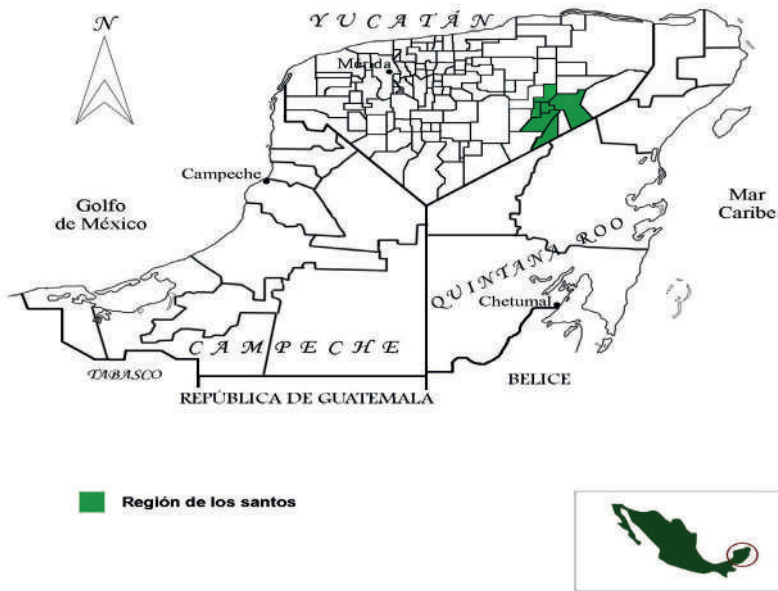 YUCATÁN
N
Mérida
Campeche
Golfo
de México
Mar
Caribe
QUINTANA ROO
Chetumal
CAMPECHE
TABASCO
BELICE
REPÚBLICA DE GUATEMALA
Región de los santos